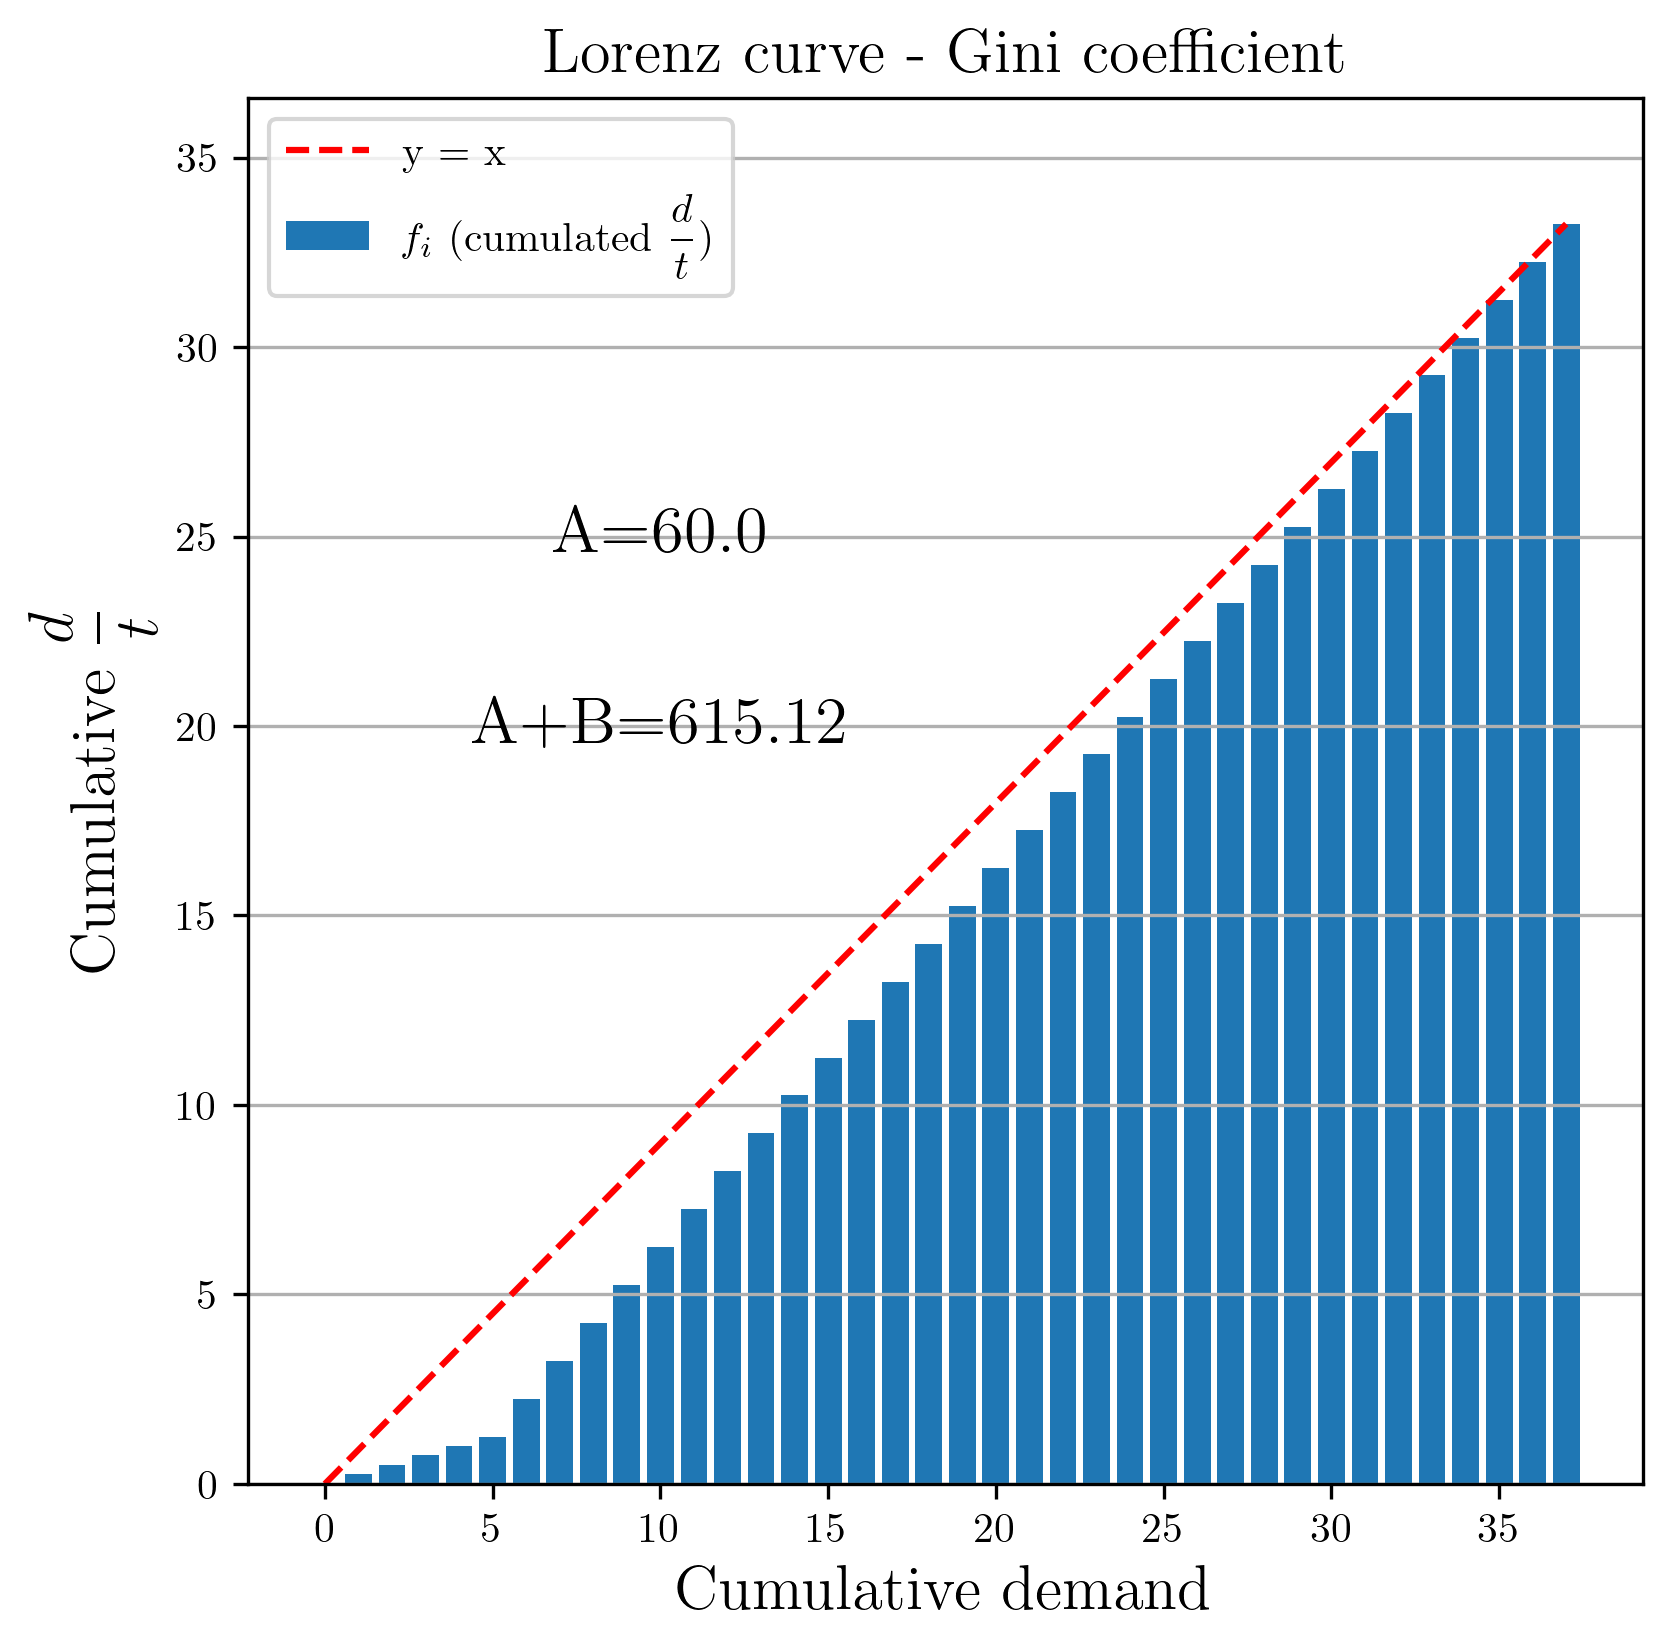 Lorenz curve - Gini coefficient
y = x
f_i (cumulated d/t)
A=60.0
A+B=615.12
Cumulative d/t
35
30
25
20
15
10
5
0
0 5 10 15 20 25 30 35
Cumulative demand